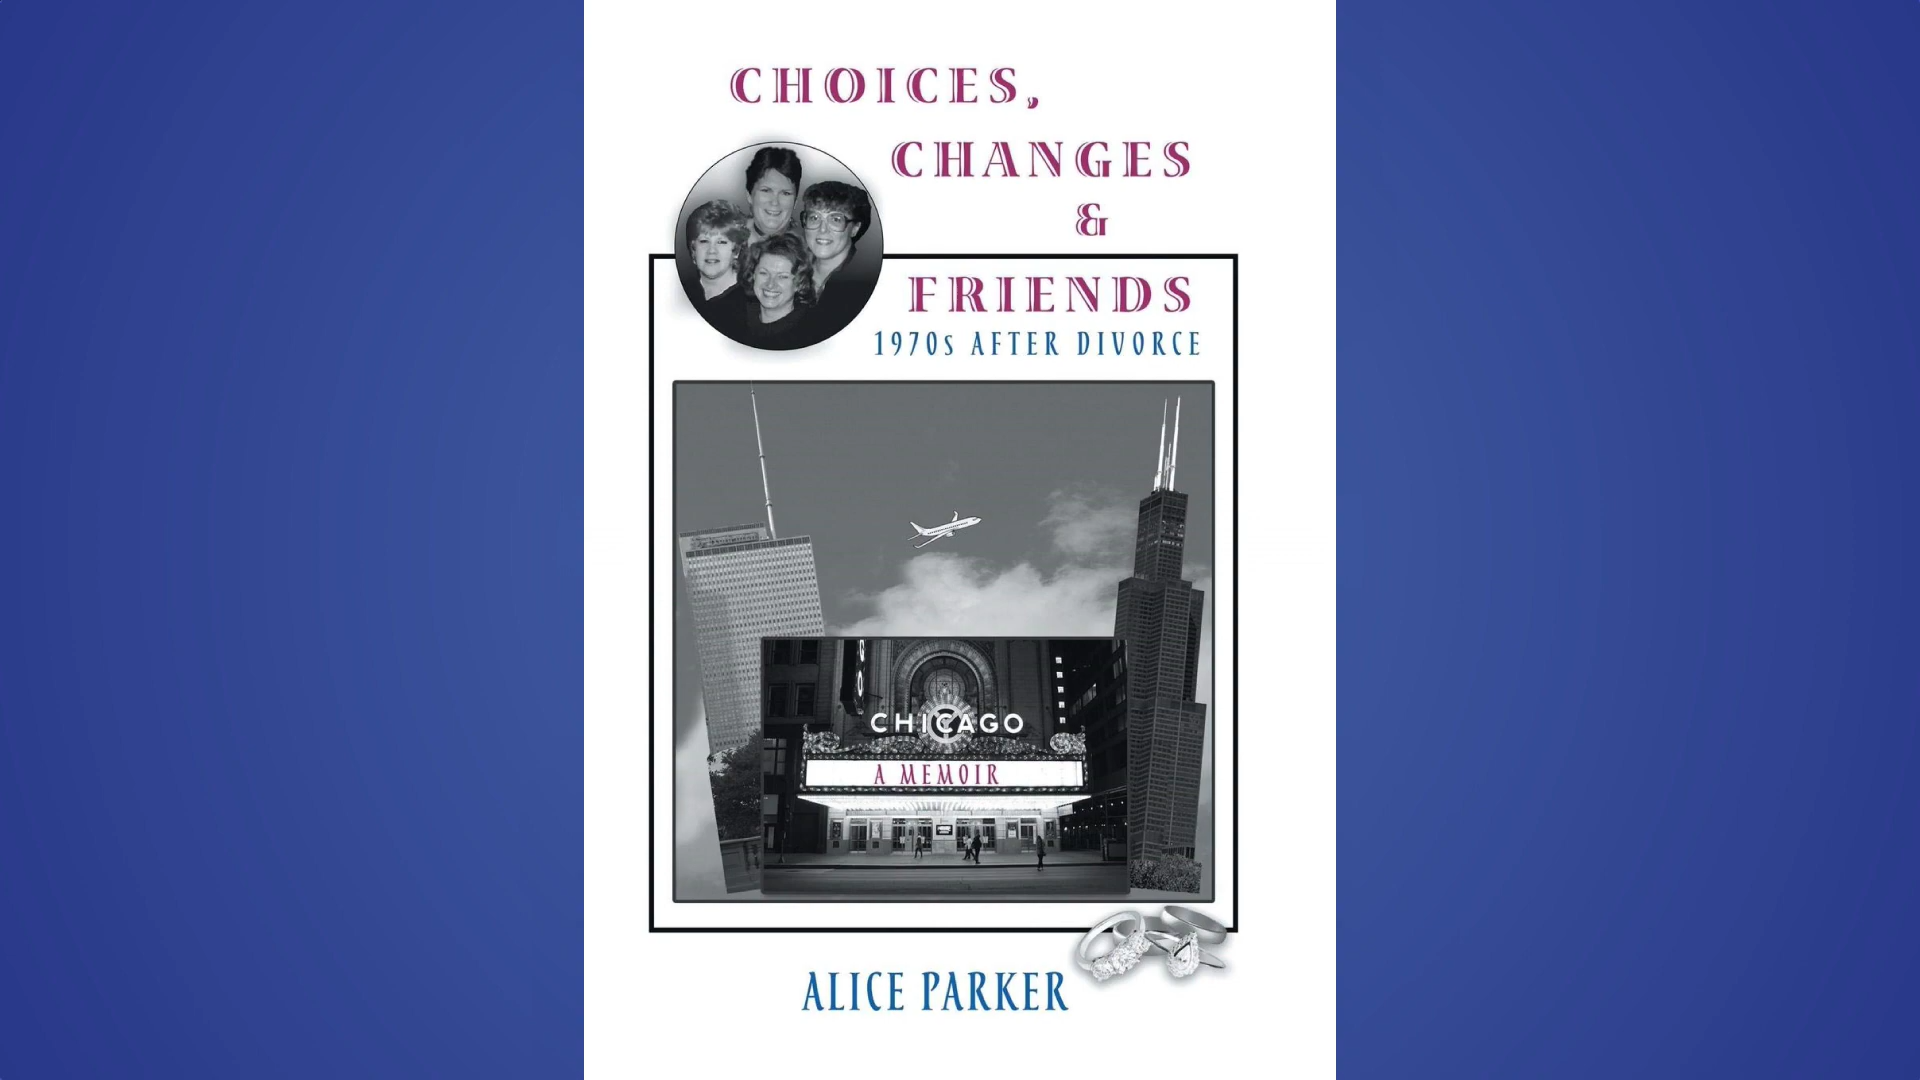 CHOICES,
CHANGES
&
FRIENDS
1970s AFTER DIVORCE
CHICAGO
A MEMOIR
ALICE PARKER